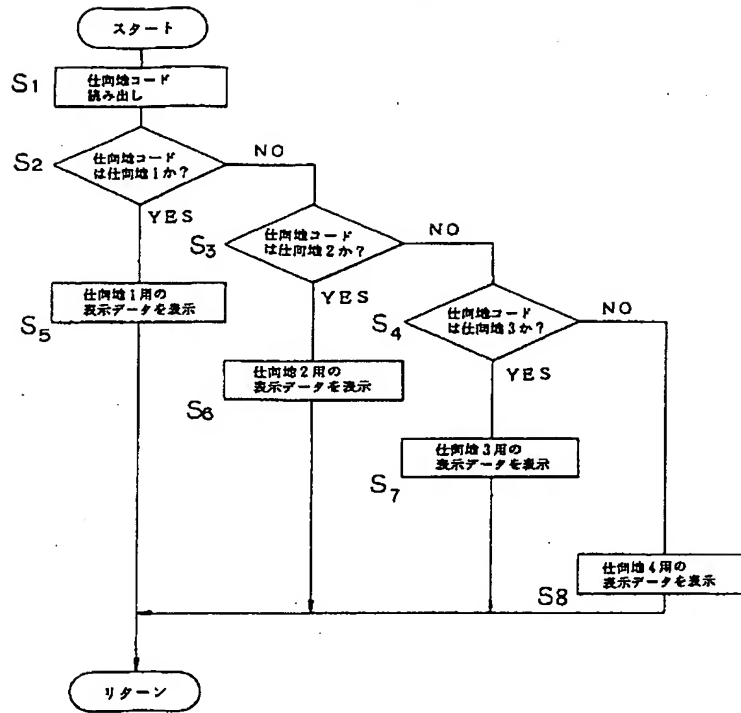 スタート
S1
仕向地コード
読み出し
S2
仕向地コード
は仕向地1か？
NO
YES
S3
仕向地コード
は仕向地2か？
NO
YES
S4
仕向地コード
は仕向地3か？
NO
YES
S5
仕向地1用の
表示データを表示
S6
仕向地2用の
表示データを表示
S7
仕向地3用の
表示データを表示
S8
仕向地4用の
表示データを表示
リターン